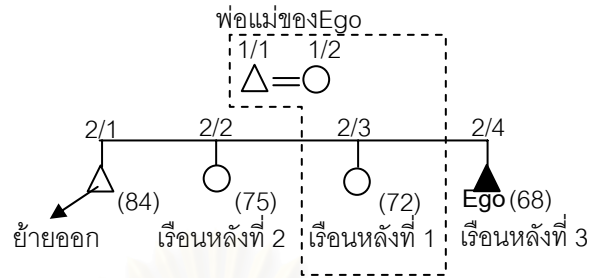 พ่อแม่ของEgo
1/1 1/2
2/1 2/2 2/3 2/4
(84) (75) (72) Ego (68)
ย้ายออก เรือนหลังที่ 2 เรือนหลังที่ 1 เรือนหลังที่ 3